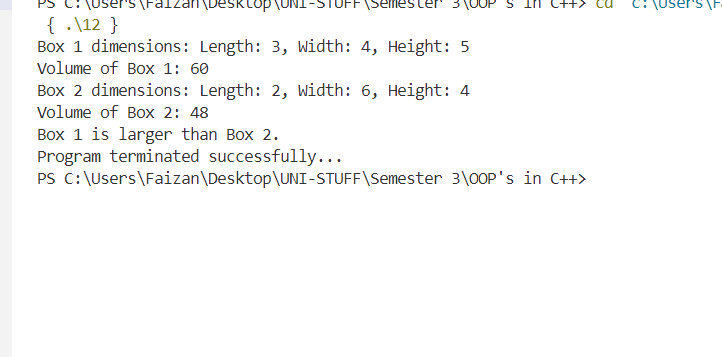 PS C:\Users\Faizan\Desktop\UNI-STUFF\Semester 3\OOP's in C++> cd "c:\Users\F
{ .\12 }
Box 1 dimensions: Length: 3, Width: 4, Height: 5
Volume of Box 1: 60
Box 2 dimensions: Length: 2, Width: 6, Height: 4
Volume of Box 2: 48
Box 1 is larger than Box 2.
Program terminated successfully...
PS C:\Users\Faizan\Desktop\UNI-STUFF\Semester 3\OOP's in C++>